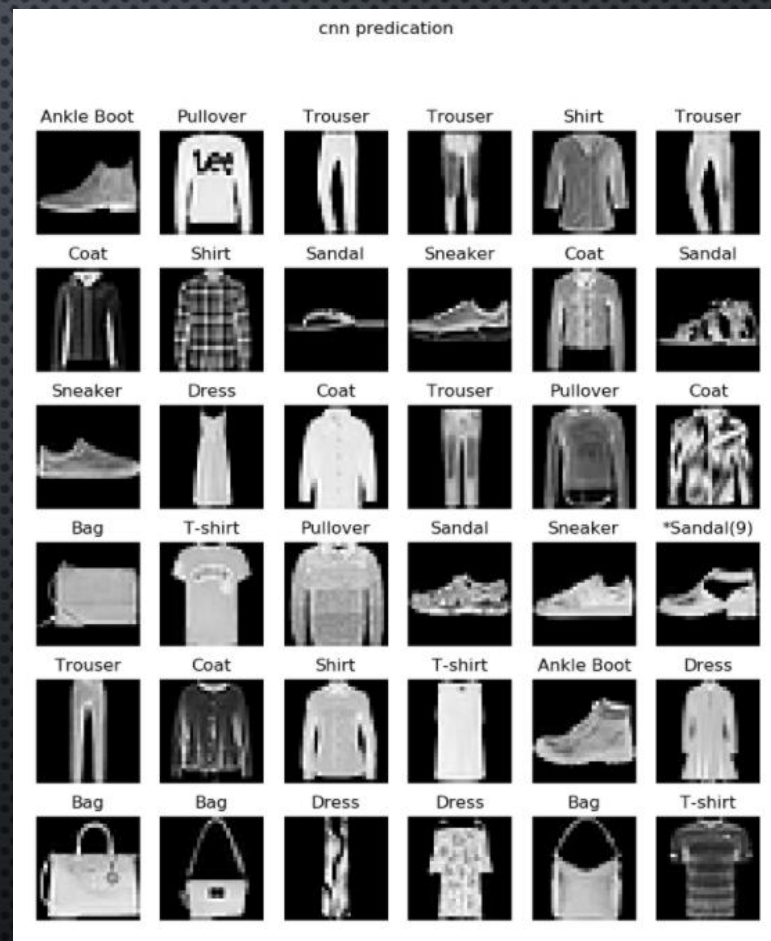 cnn predication
Ankle Boot Pullover Trouser Trouser Shirt Trouser
Lee
Coat Shirt Sandal Sneaker Coat Sandal
Sneaker Dress Coat Trouser Pullover Coat
Bag T-shirt Pullover Sandal Sneaker *Sandal(9)
Trouser Coat Shirt T-shirt Ankle Boot Dress
Bag Bag Dress Dress Bag T-shirt